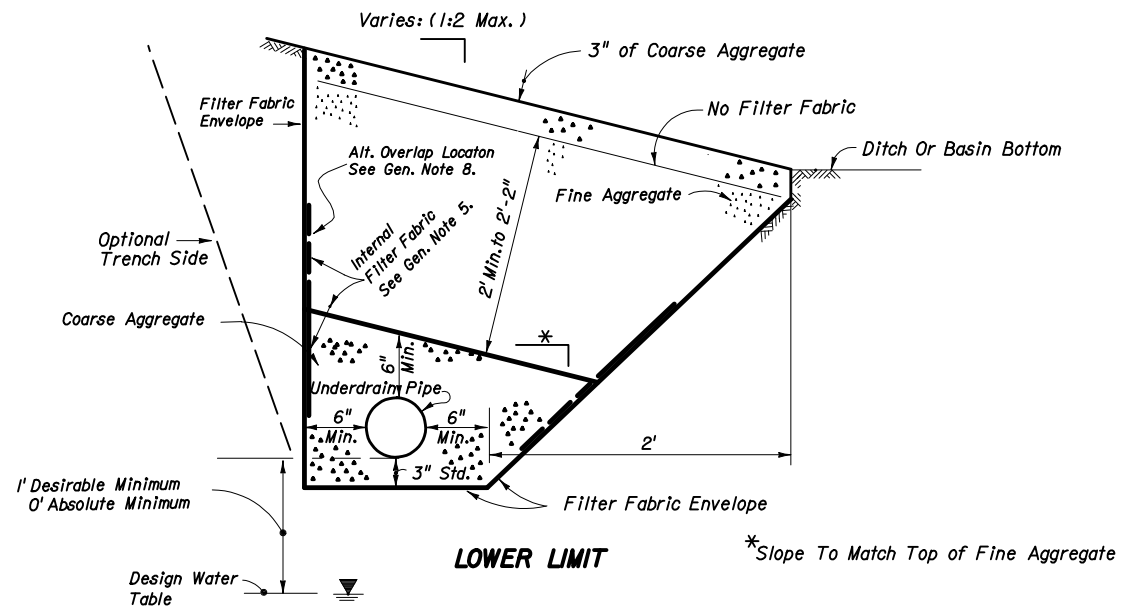 Varies: (1:2 Max.)
3" of Coarse Aggregate
No Filter Fabric
Filter Fabric
Envelope
Alt. Overlap Locaton
See Gen. Note 8.
Ditch Or Basin Bottom
Fine Aggregate
Internal
Filter Fabric
See Gen. Note 5.
2' Min. to 2'-2"
Optional
Trench Side
Coarse Aggregate
*
6"
Min.
Underdrain Pipe
6"
Min.
6"
Min.
2'
3" Std.
1' Desirable Minimum
0' Absolute Minimum
Filter Fabric Envelope
LOWER LIMIT
*Slope To Match Top of Fine Aggregate
Design Water
Table